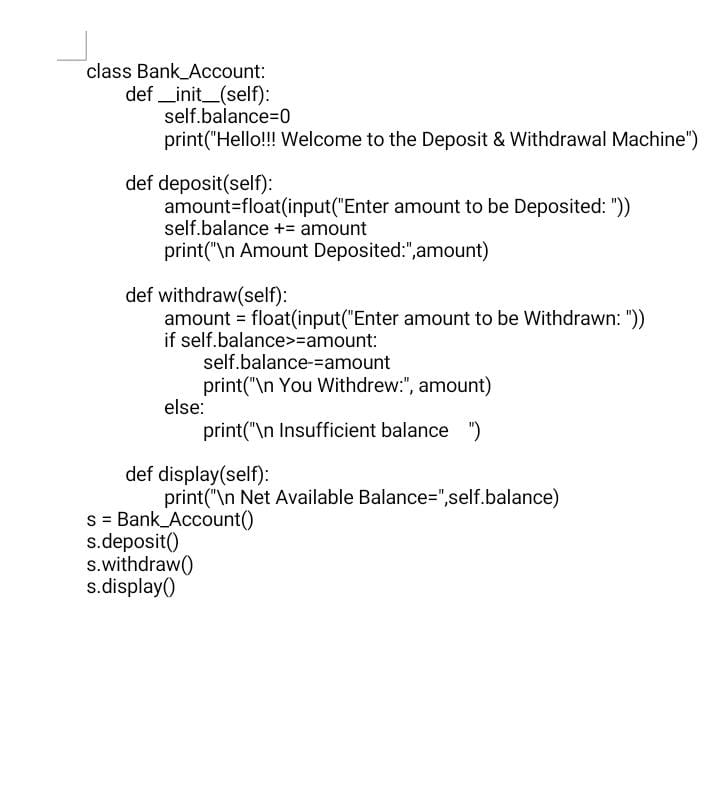 class Bank_Account:
    def __init__(self):
        self.balance=0
        print("Hello!!! Welcome to the Deposit & Withdrawal Machine")

    def deposit(self):
        amount=float(input("Enter amount to be Deposited: "))
        self.balance += amount
        print("\n Amount Deposited:",amount)

    def withdraw(self):
        amount = float(input("Enter amount to be Withdrawn: "))
        if self.balance>=amount:
            self.balance-=amount
            print("\n You Withdrew:", amount)
        else:
            print("\n Insufficient balance  ")

    def display(self):
        print("\n Net Available Balance=",self.balance)
s = Bank_Account()
s.deposit()
s.withdraw()
s.display()